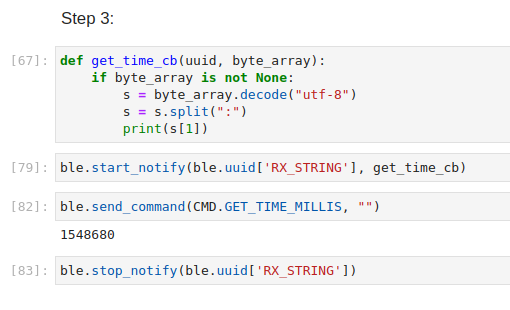 Step 3:
[67]: def get_time_cb(uuid, byte_array):
    if byte_array is not None:
        s = byte_array.decode("utf-8")
        s = s.split(":")
        print(s[1])
[79]: ble.start_notify(ble.uuid['RX_STRING'], get_time_cb)
[82]: ble.send_command(CMD.GET_TIME_MILLIS, "")
1548680
[83]: ble.stop_notify(ble.uuid['RX_STRING'])